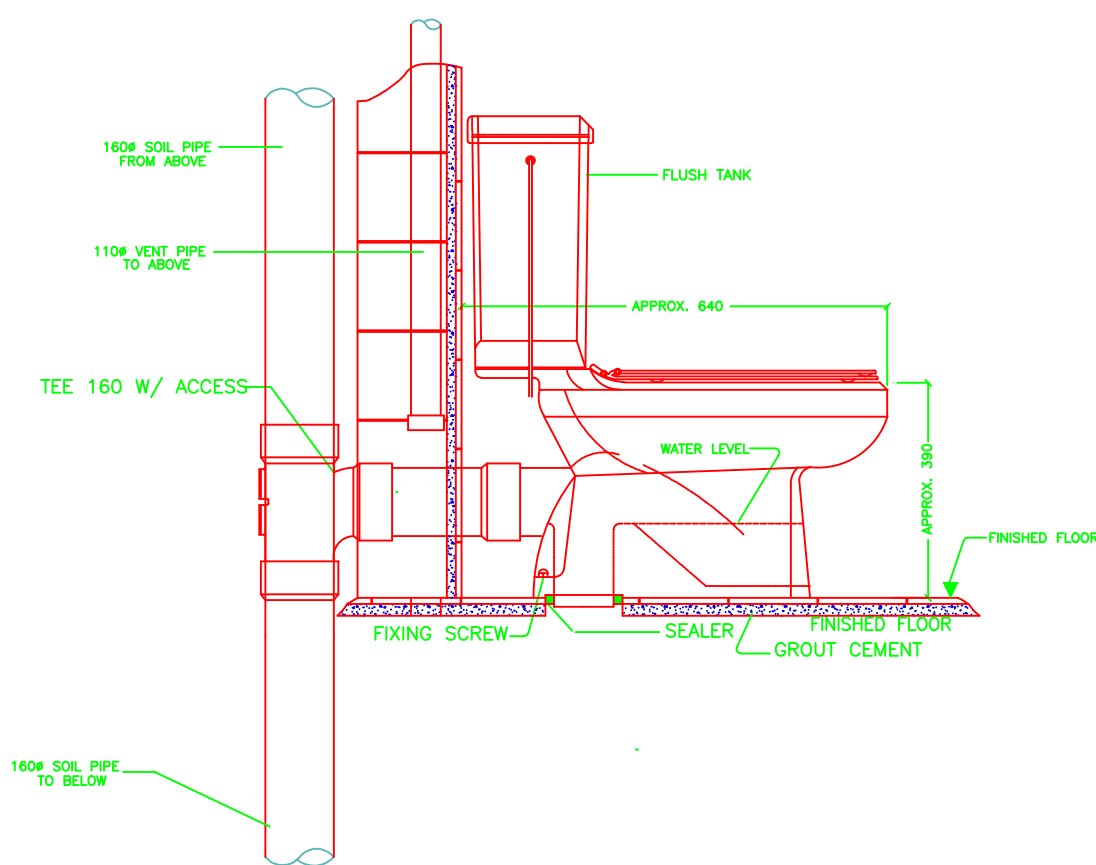 160ø SOIL PIPE
FROM ABOVE
FLUSH TANK
110ø VENT PIPE
TO ABOVE
APPROX. 640
TEE 160 W/ ACCESS
WATER LEVEL
APPROX. 390
FINISHED FLOOR
FIXING SCREW
SEALER
FINISHED FLOOR
GROUT CEMENT
160ø SOIL PIPE
TO BELOW